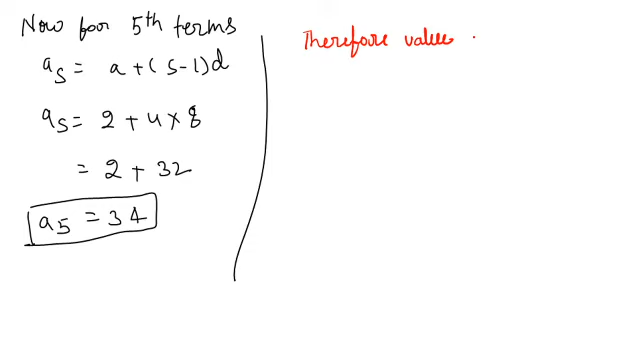 Now for 5th terms
a5 = a + (5-1)d
a5 = 2 + 4 × 8
= 2 + 32
a5 = 34
Therefore value